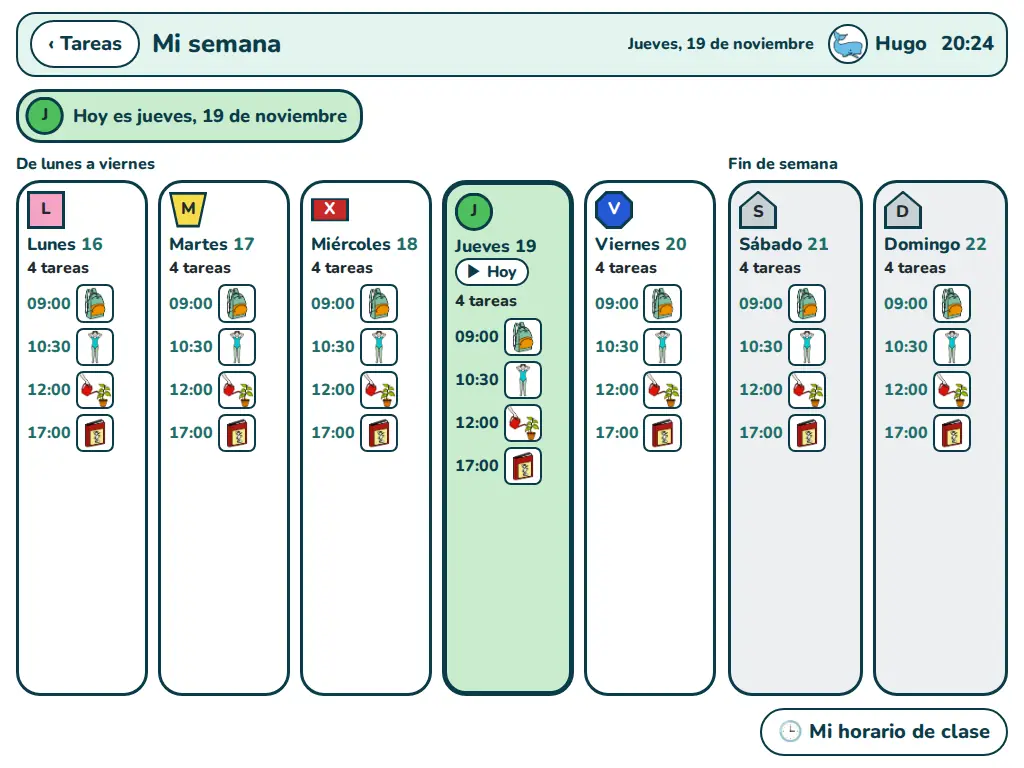 ‹ Tareas
Mi semana
Jueves, 19 de noviembre
Hugo
20:24
J
Hoy es jueves, 19 de noviembre
De lunes a viernes
Fin de semana
L
Lunes 16
4 tareas
09:00
10:30
12:00
17:00
M
Martes 17
4 tareas
09:00
10:30
12:00
17:00
X
Miércoles 18
4 tareas
09:00
10:30
12:00
17:00
J
Jueves 19
Hoy
4 tareas
09:00
10:30
12:00
17:00
V
Viernes 20
4 tareas
09:00
10:30
12:00
17:00
S
Sábado 21
4 tareas
09:00
10:30
12:00
17:00
D
Domingo 22
4 tareas
09:00
10:30
12:00
17:00
Mi horario de clase